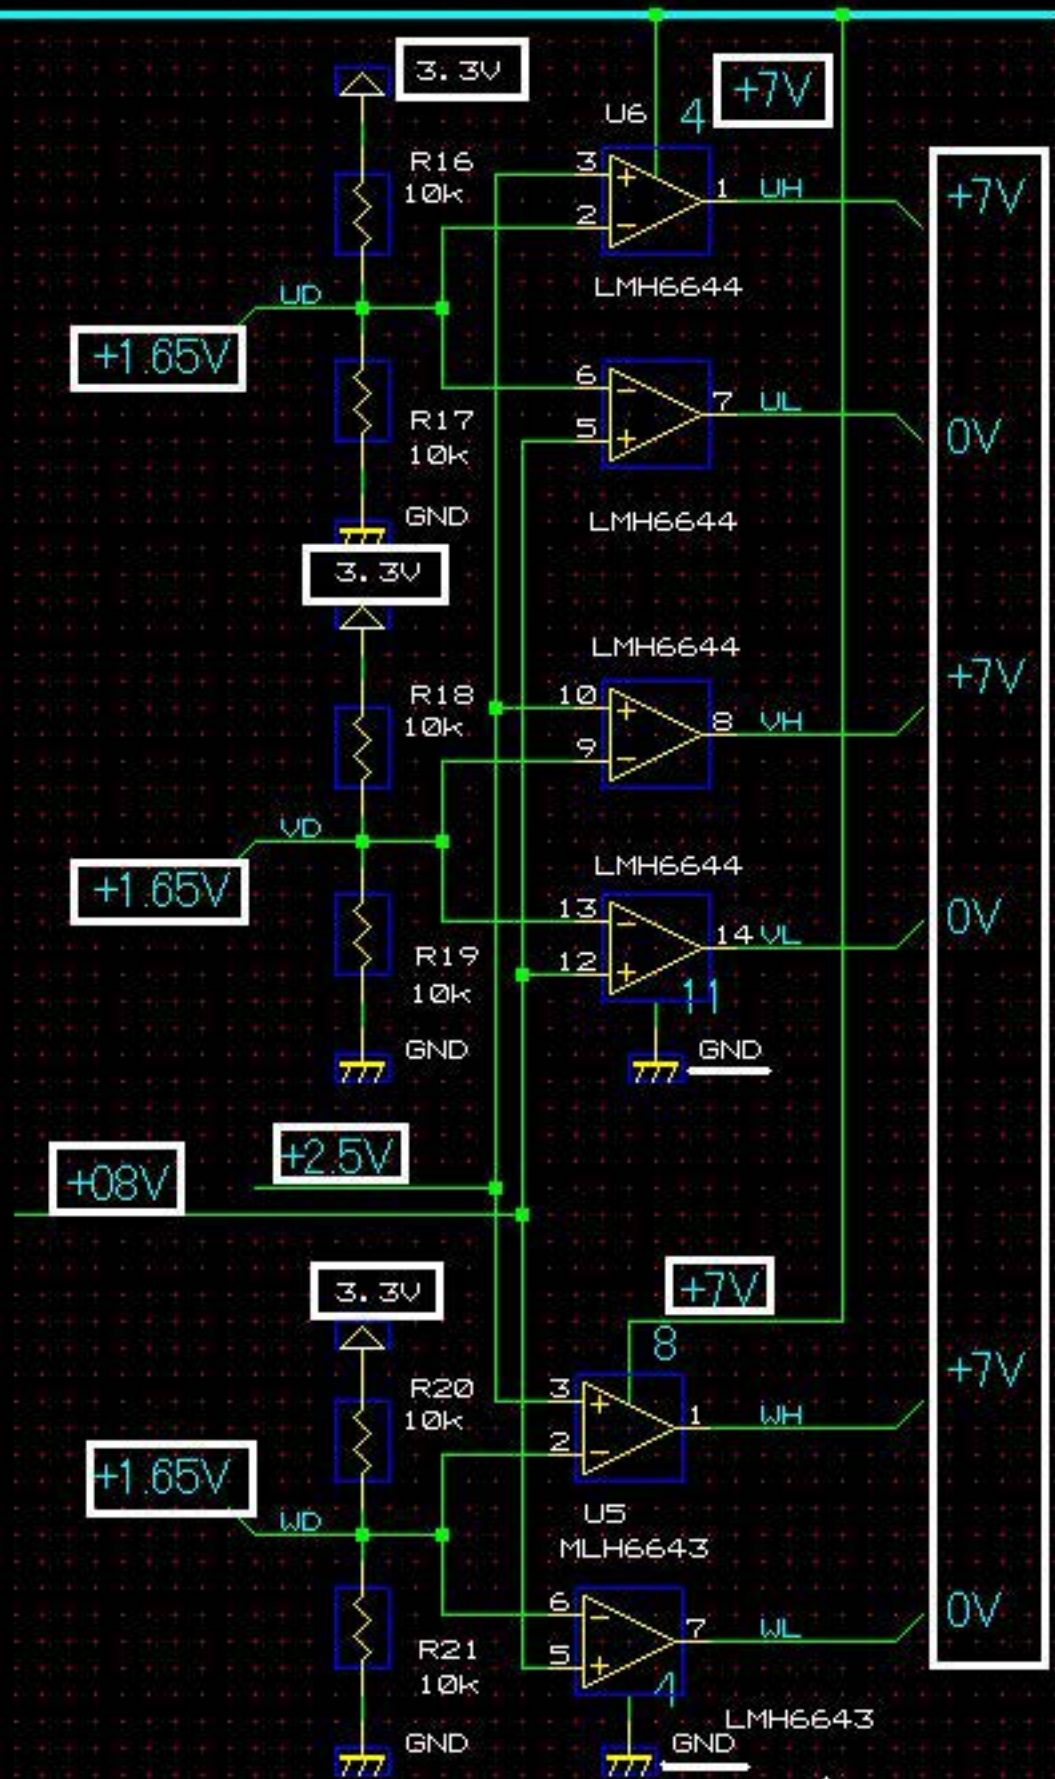 3.3V
+7V
U6
4
R16
10k
3
2
1
UH
+7V
LMH6644
UD
+1.65V
6
5
7
UL
0V
R17
10k
GND
LMH6644
3.3V
LMH6644
R18
10k
10
9
8
VH
+7V
VD
+1.65V
LMH6644
13
12
14
VL
0V
11
R19
10k
GND
GND
+2.5V
+08V
3.3V
+7V
8
R20
10k
3
2
1
WH
+7V
+1.65V
WD
U5
MLH6643
6
5
7
WL
0V
4
R21
10k
LMH6643
GND
GND